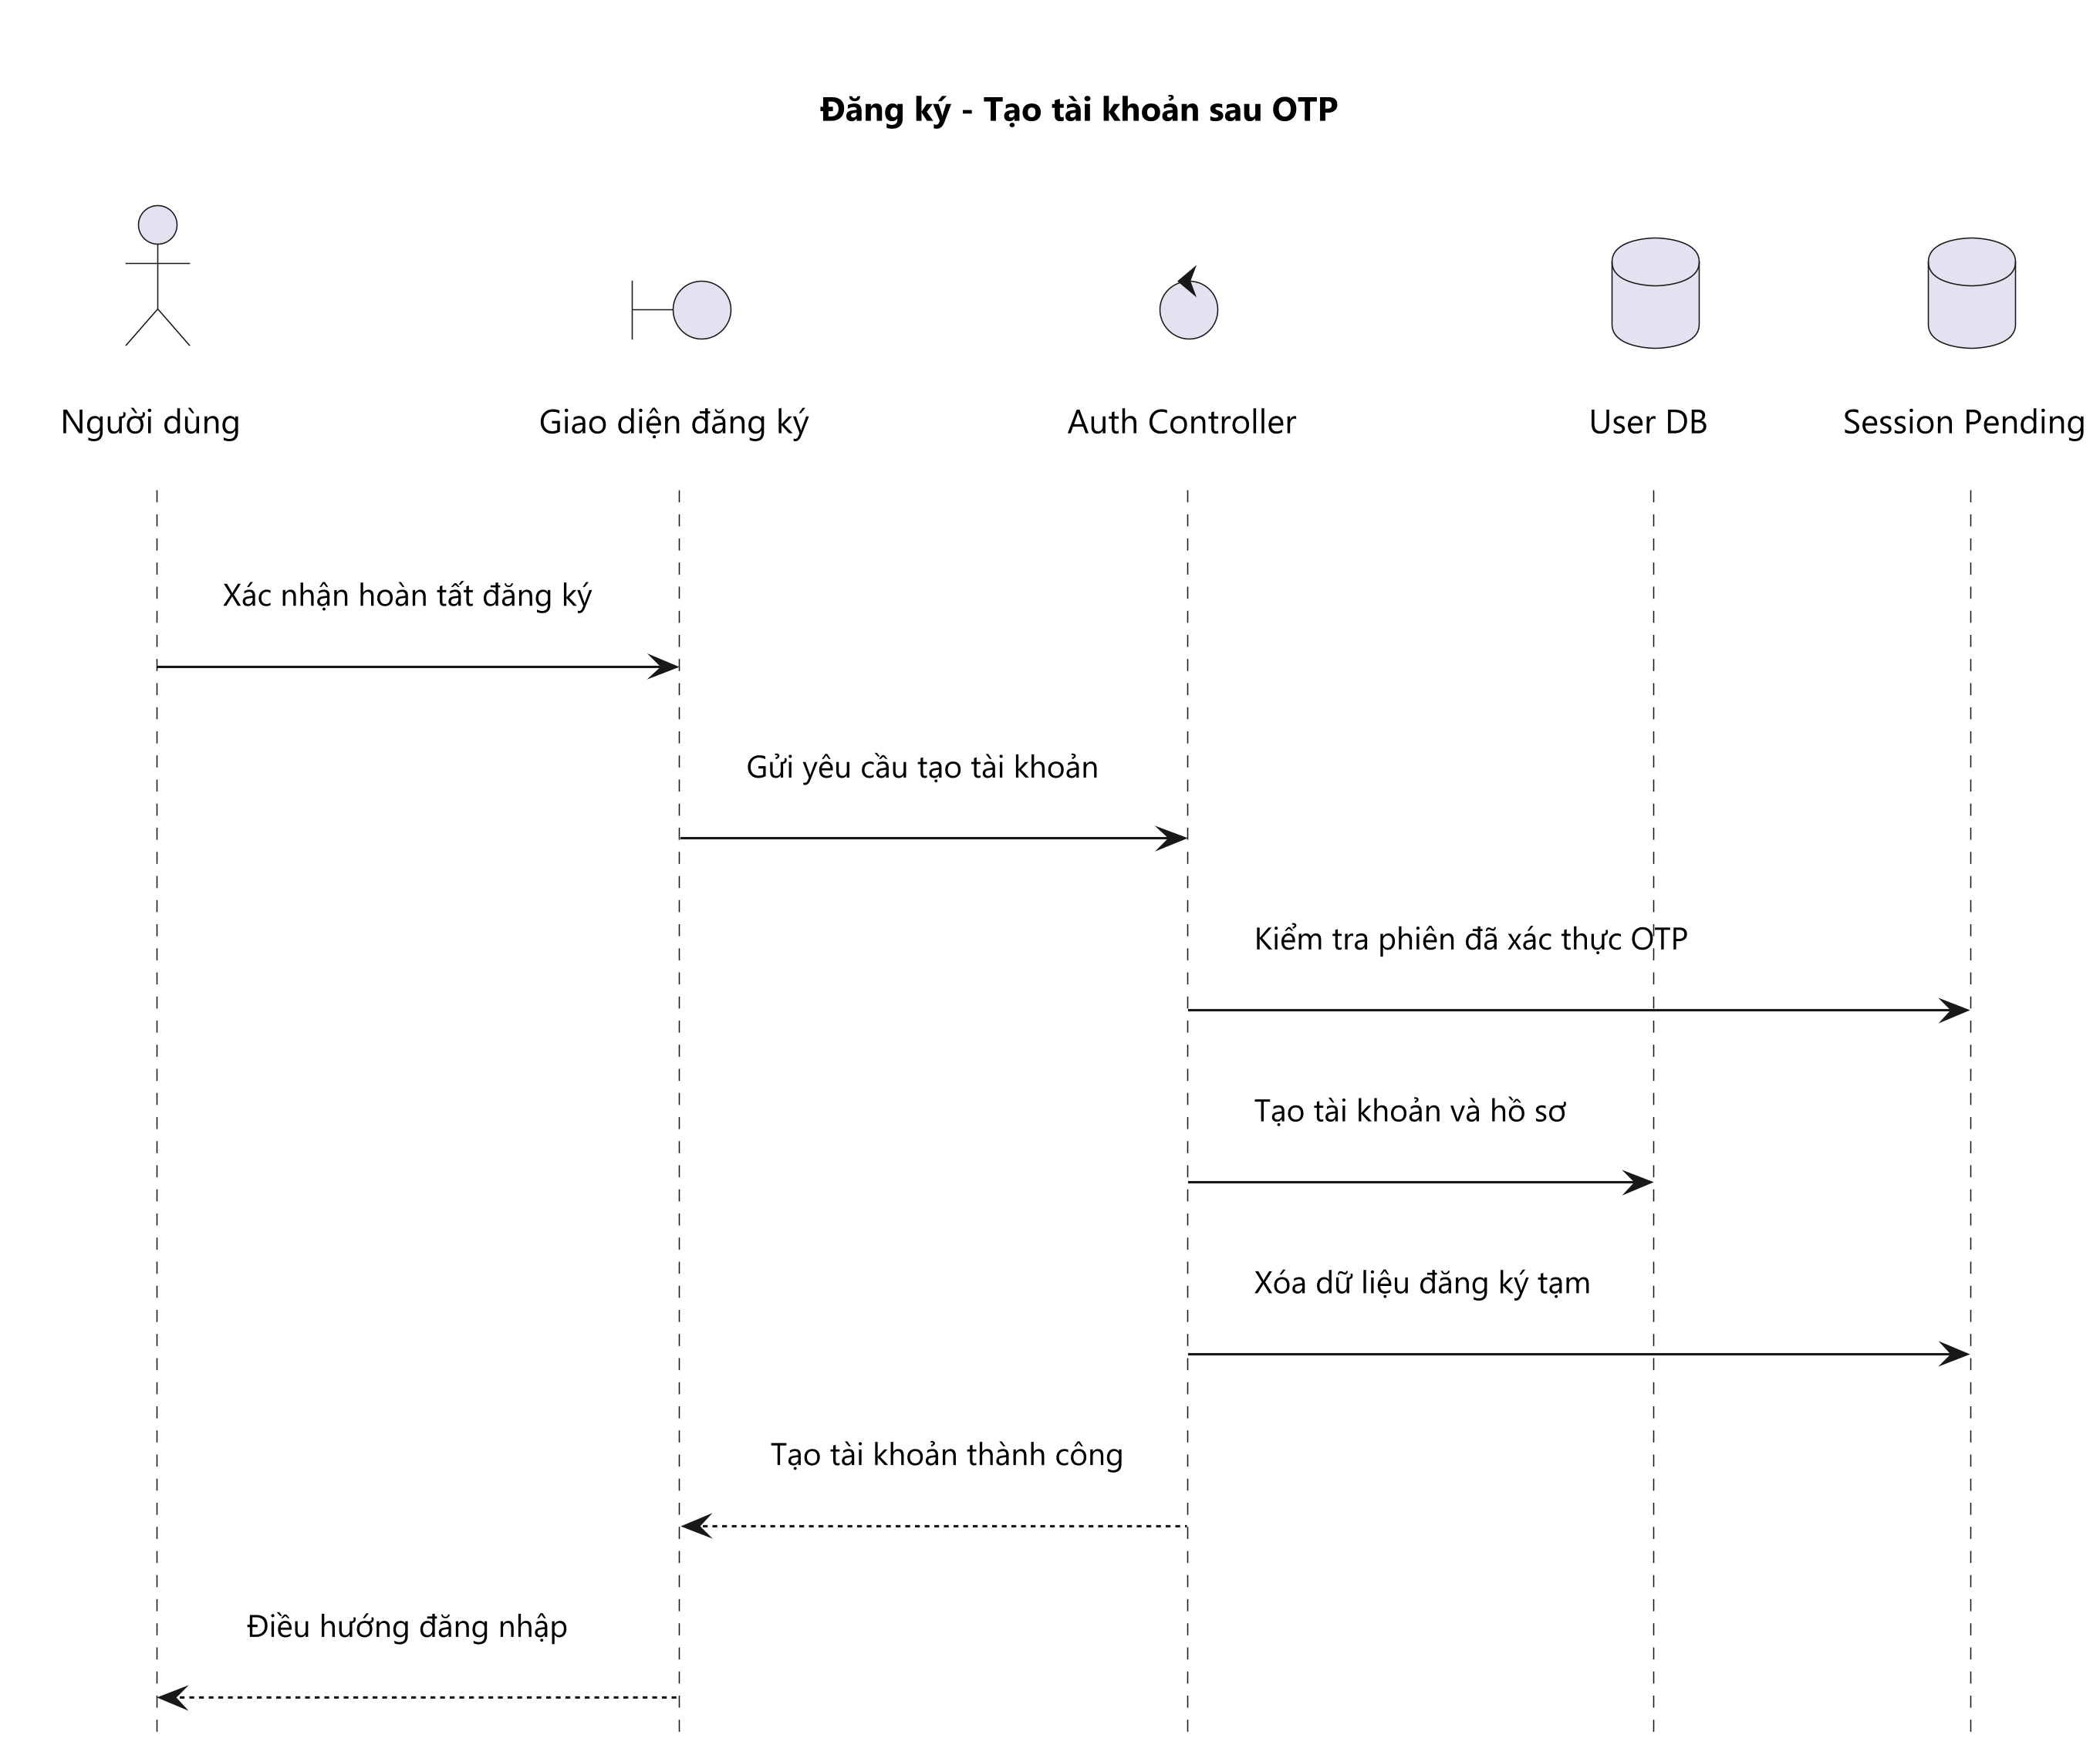 Đăng ký - Tạo tài khoản sau OTP
Người dùng
Giao diện đăng ký
Auth Controller
User DB
Session Pending
Xác nhận hoàn tất đăng ký
Gửi yêu cầu tạo tài khoản
Kiểm tra phiên đã xác thực OTP
Tạo tài khoản và hồ sơ
Xóa dữ liệu đăng ký tạm
Tạo tài khoản thành công
Điều hướng đăng nhập